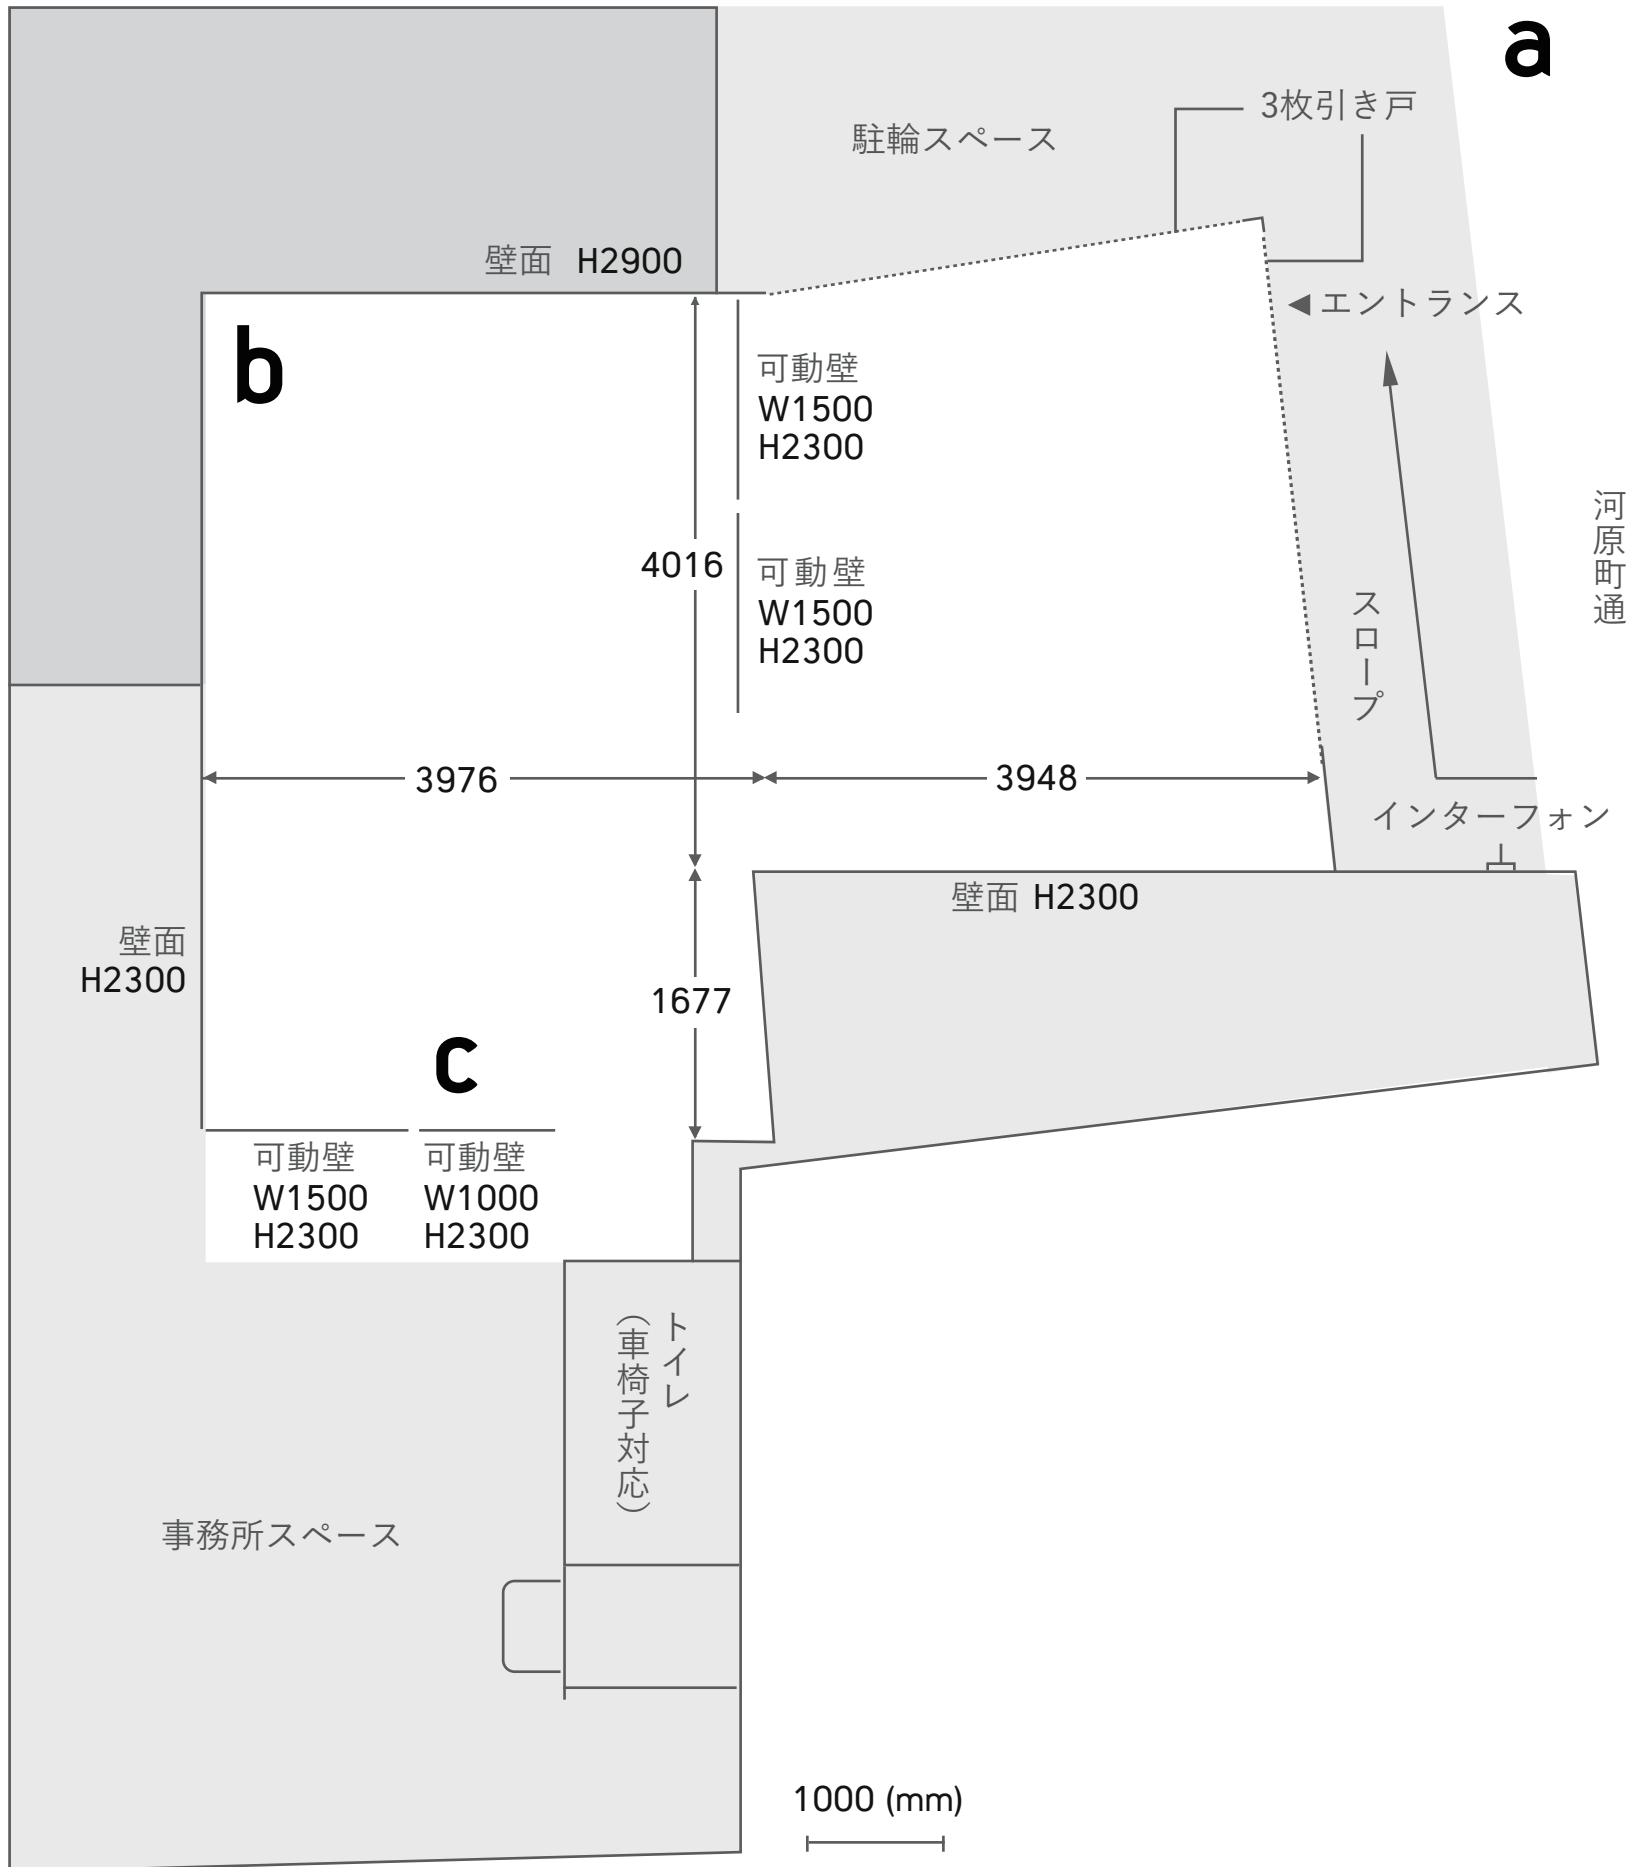 a
3枚引き戸
駐輪スペース
壁面 H2900
エントランス
b
可動壁
W1500
H2300
河原町通
4016
可動壁
W1500
H2300
スロープ
3976
3948
インターフォン
壁面 H2300
壁面
H2300
1677
c
可動壁
W1500
H2300
可動壁
W1000
H2300
トイレ
（車椅子対応）
事務所スペース
1000 (mm)